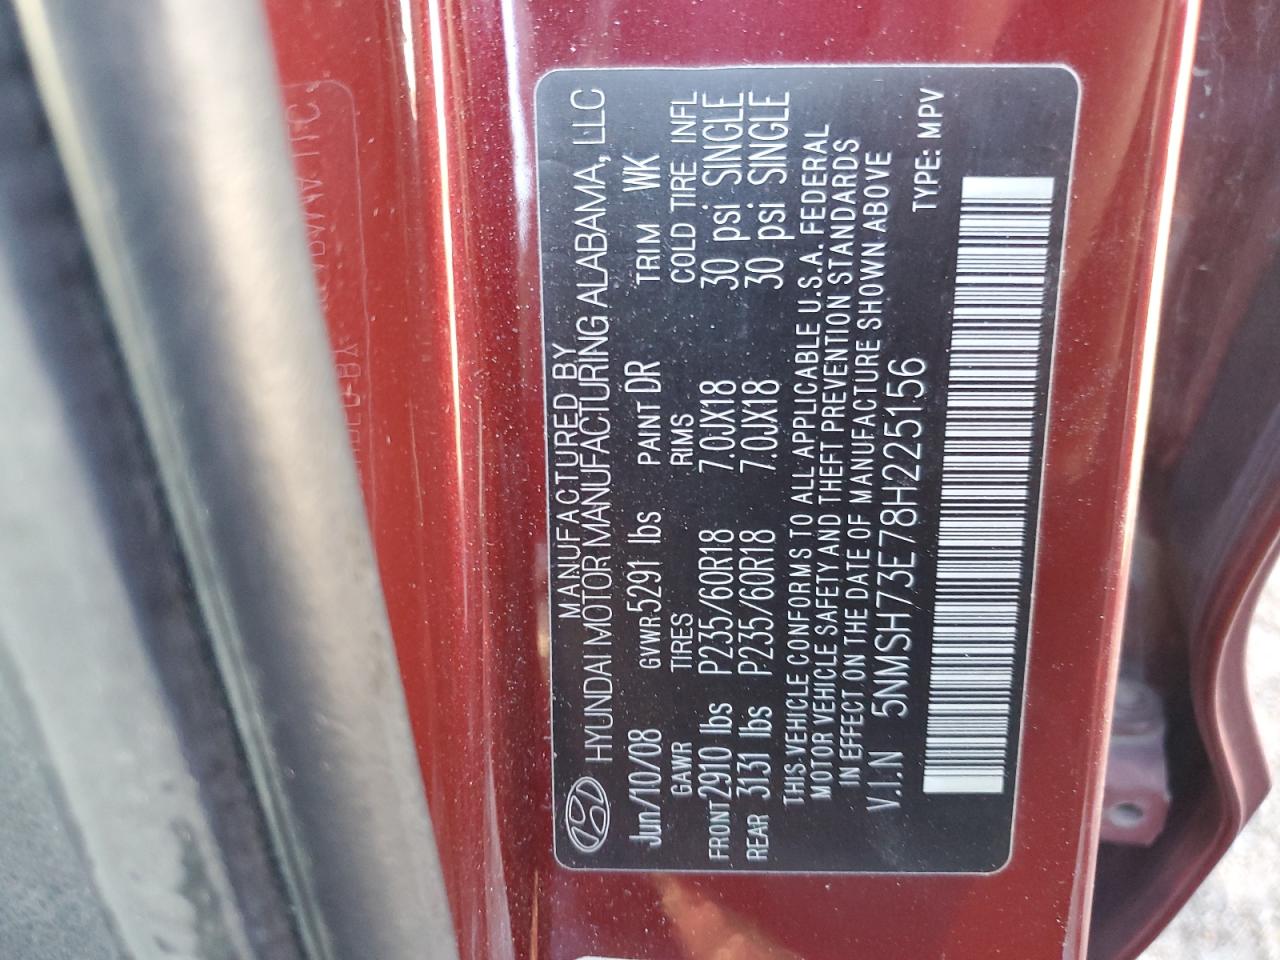 MANUFACTURED BY
HYUNDAI MOTOR MANUFACTURING ALABAMA, LLC
Jun/10/08 GVWR 5291 lbs PAINT DR TRIM WK
GAWR TIRES RIMS COLD TIRE INFL
FRONT 2910 lbs P235/60R18 7.0JX18 30 psi SINGLE
REAR 3131 lbs P235/60R18 7.0JX18 30 psi SINGLE
THIS VEHICLE CONFORMS TO ALL APPLICABLE U.S.A. FEDERAL
MOTOR VEHICLE SAFETY AND THEFT PREVENTION STANDARDS
IN EFFECT ON THE DATE OF MANUFACTURE SHOWN ABOVE
V.I.N 5NMSH73E78H225156 TYPE: MPV